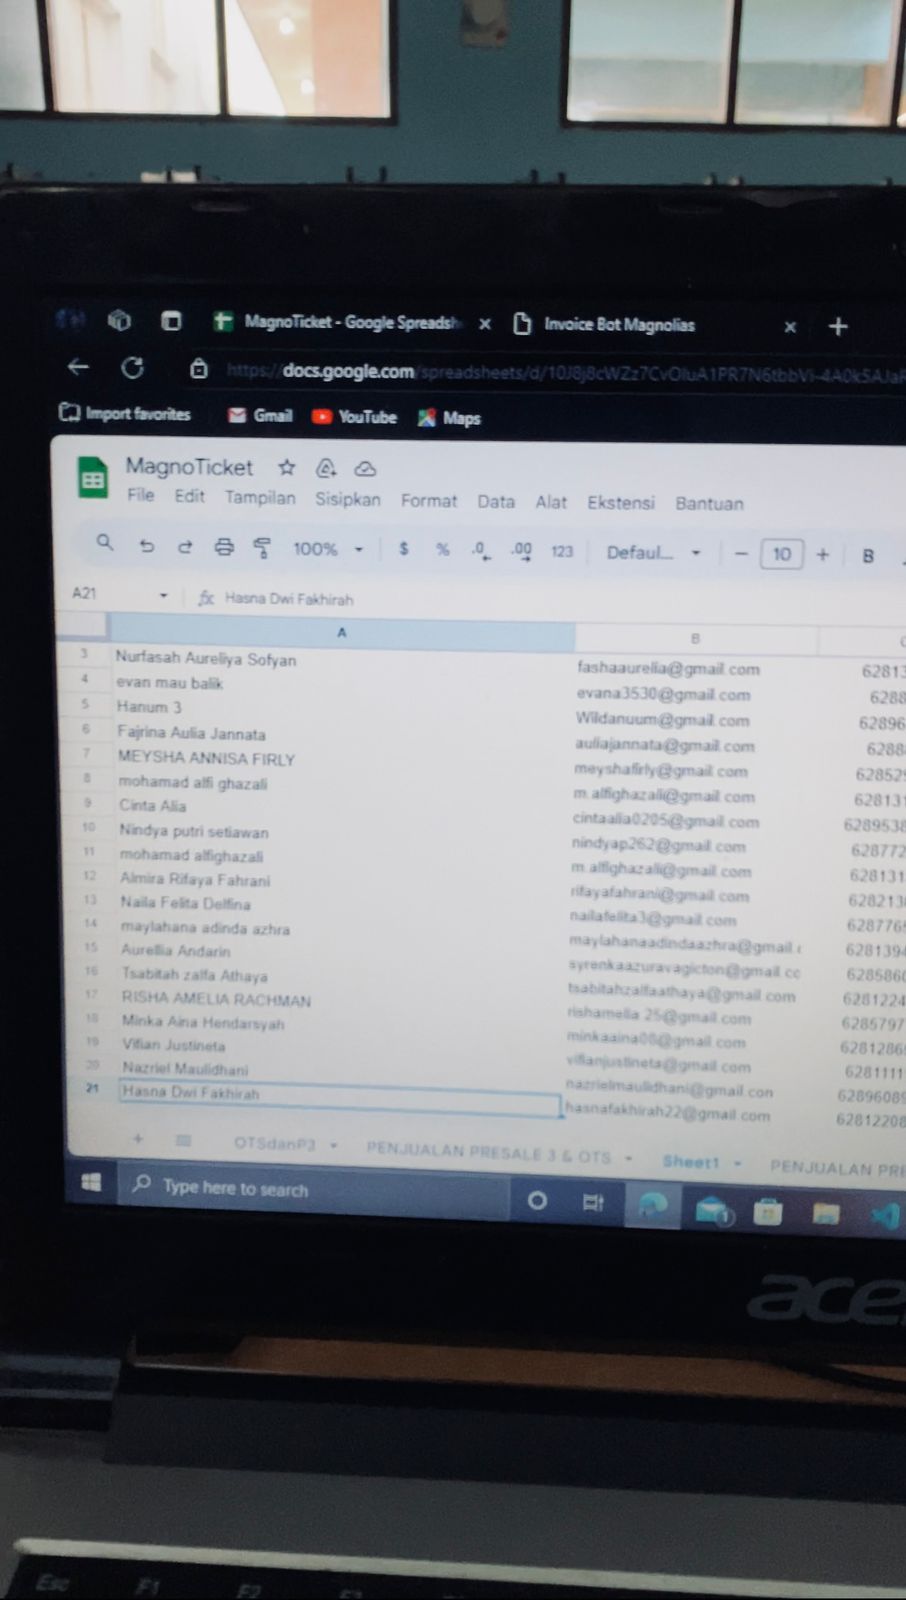 MagnoTicket - Google Spreadsh
Invoice Bot Magnolias
https://docs.google.com/spreadsheets/d/
Import favorites Gmail YouTube Maps
MagnoTicket
File Edit Tampilan Sisipkan Format Data Alat Ekstensi Bantuan
100% $ % .0 .00 123 Defaul... − 10 + B
A21 fx Hasna Dwi Fakhirah
A B
3 Nurfasah Aureliya Sofyan fashaaurelia@gmail.com 62813
4 evan mau balik evana3530@gmail.com 6288
5 Hanum 3 Wildanuum@gmail.com 62896
6 Fajrina Aulia Jannata auliajannata@gmail.com 6288
7 MEYSHA ANNISA FIRLY meyshafirly@gmail.com 62852
8 mohamad alfi ghazali m.alfighazali@gmail.com 628131
9 Cinta Alia cintaalia0205@gmail.com 6289538
10 Nindya putri setiawan nindyap262@gmail.com 628772
11 mohamad alfighazali m.alfighazali@gmail.com 628131
12 Almira Rifaya Fahrani rifayafahrani@gmail.com 628213
13 Naila Felita Delfina nailafelita3@gmail.com 628776
14 maylahana adinda azhra maylahanaadindaazhra@gmail.c 628139
15 Aurellia Andarin syrenkaazuravagicton@gmail.cc 628586
16 Tsabitah zalfa Athaya tsabitahzalfaathaya@gmail.com 6281224
17 RISHA AMELIA RACHMAN rishamelia.25@gmail.com 6285797
18 Minka Aina Hendarsyah minkaaina08@gmail.com 628128
19 Vifian Justineta vifianjustineta@gmail.com 6281111
20 Nazriel Maulidhani nazrielmaulidhani@gmail.con 6289608
21 Hasna Dwi Fakhirah hasnafakhirah22@gmail.com 6281220
OTSdanP3 PENJUALAN PRESALE 3 & OTS Sheet1 PENJUALAN PRE
Type here to search
1
acer
Esc F1 F2 F3